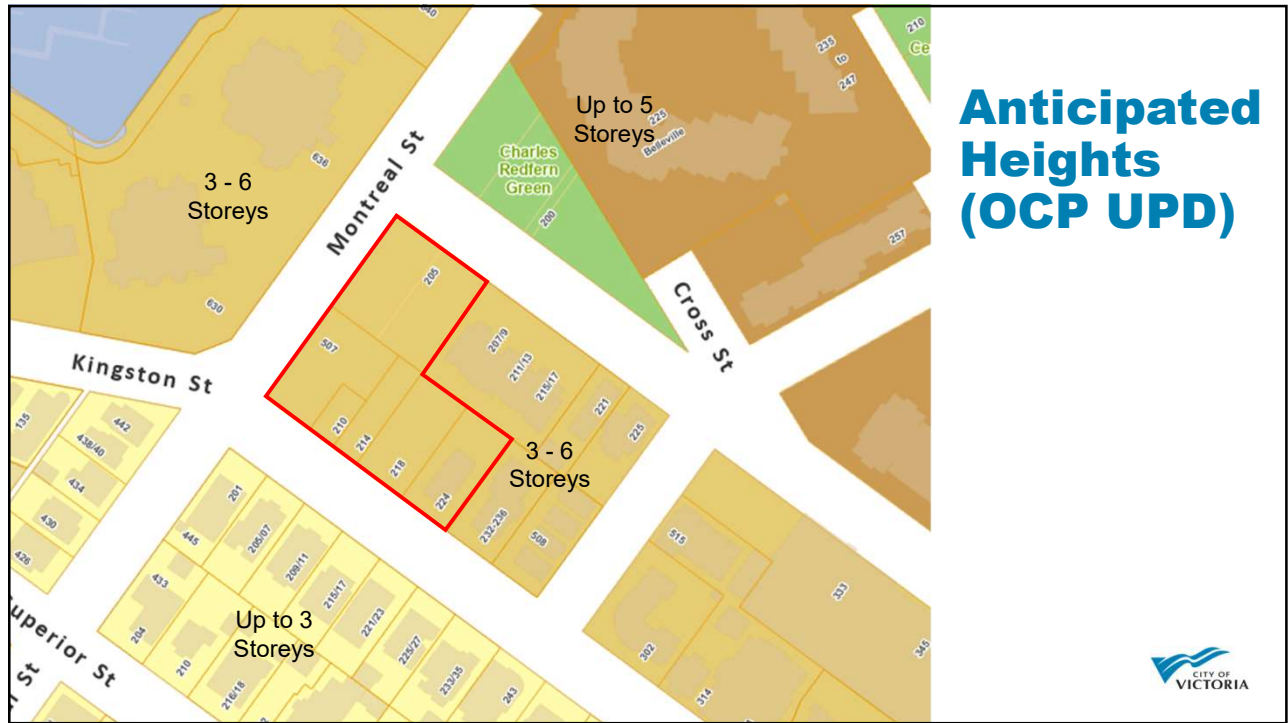 Anticipated
Heights
(OCP UPD)
640
636
630
3 - 6
Storeys
Montreal St
Up to 5
Storeys
225
Belleville
235
to
247
210
Ce
Charles
Redfern
Green
200
257
Cross St
Kingston St
205
507
210
214
218
224
207/9
211/13
215/17
221
225
3 - 6
Storeys
232-236
508
135
442
438/40
434
430
426
201
445
205/07
209/11
433
215/17
204
221/23
210
225/27
216/18
233/35
243
Up to 3
Storeys
uperior St
St
515
333
302
314
345
CITY OF
VICTORIA